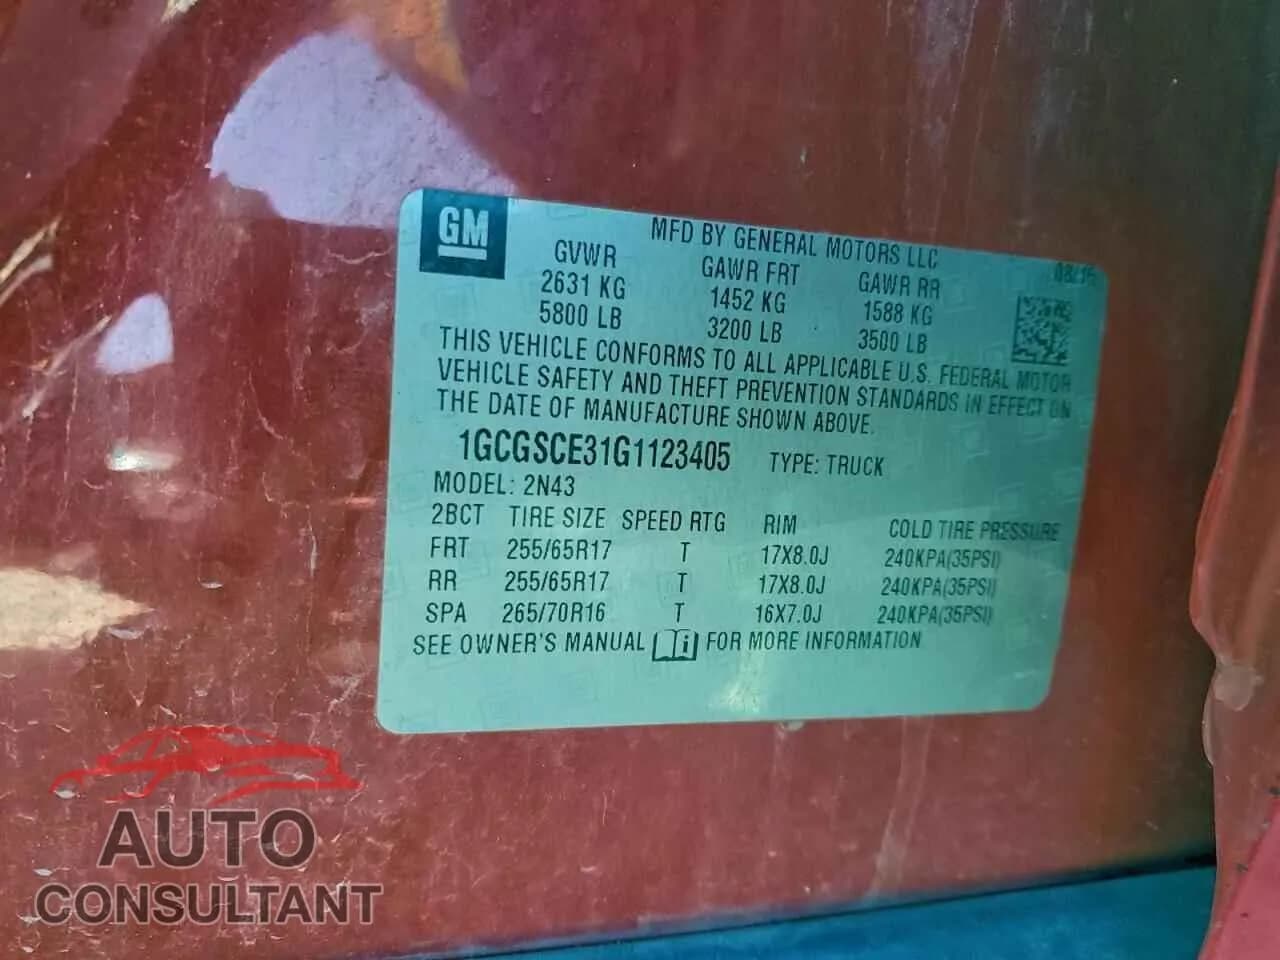 GM
MFD BY GENERAL MOTORS LLC
08/15
GVWR GAWR FRT GAWR RR
2631 KG 1452 KG 1588 KG
5800 LB 3200 LB 3500 LB
THIS VEHICLE CONFORMS TO ALL APPLICABLE U.S. FEDERAL MOTOR
VEHICLE SAFETY AND THEFT PREVENTION STANDARDS IN EFFECT ON
THE DATE OF MANUFACTURE SHOWN ABOVE.
1GCGSCE31G1123405 TYPE: TRUCK
MODEL: 2N43
2BCT TIRE SIZE SPEED RTG RIM COLD TIRE PRESSURE
FRT 255/65R17 T 17X8.0J 240KPA(35PSI)
RR 255/65R17 T 17X8.0J 240KPA(35PSI)
SPA 265/70R16 T 16X7.0J 240KPA(35PSI)
SEE OWNER'S MANUAL FOR MORE INFORMATION
AUTO
CONSULTANT